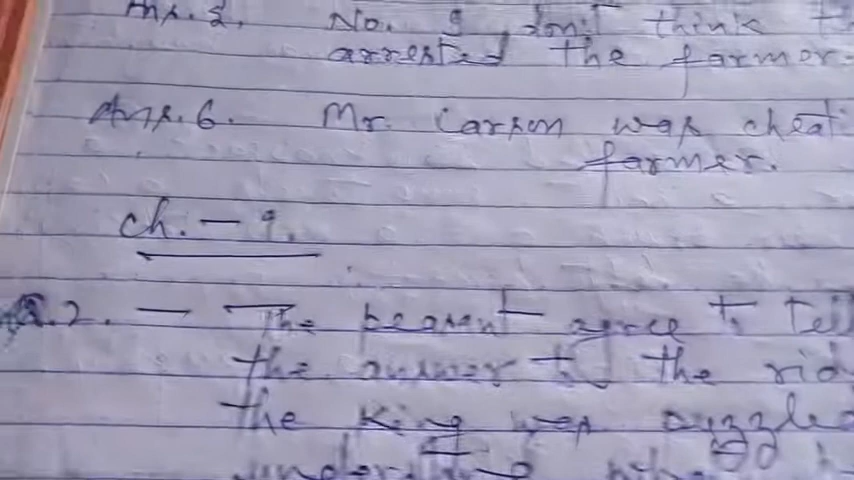 Ans. 5. No. I don't think
arrested the farmer.
Ans. 6. Mr. Carson was cheat
farmer.
ch. - 9.
2. - The peasant agree to tell
the answer to the rid
the King was puzzled